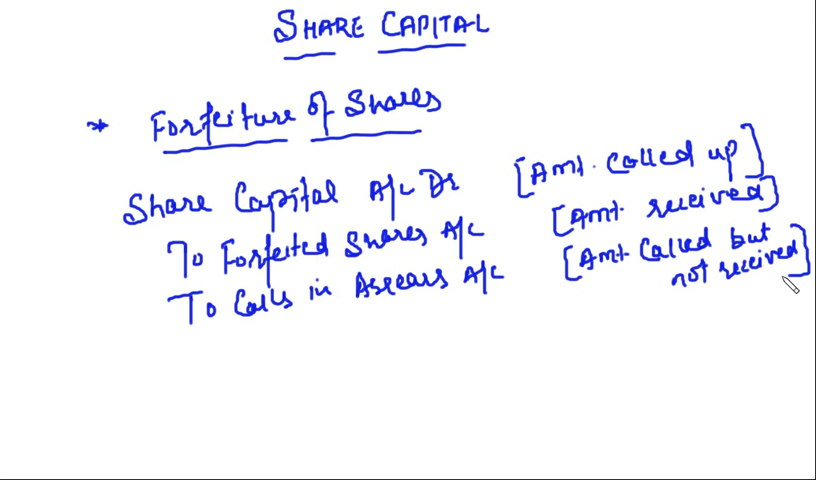 SHARE CAPITAL
* Forfeiture of Shares
Share Capital A/c Dr [Amt. Called up]
To Forfeited Shares A/c [Amt received]
To Calls in Arrears A/c [Amt. Called but not received]